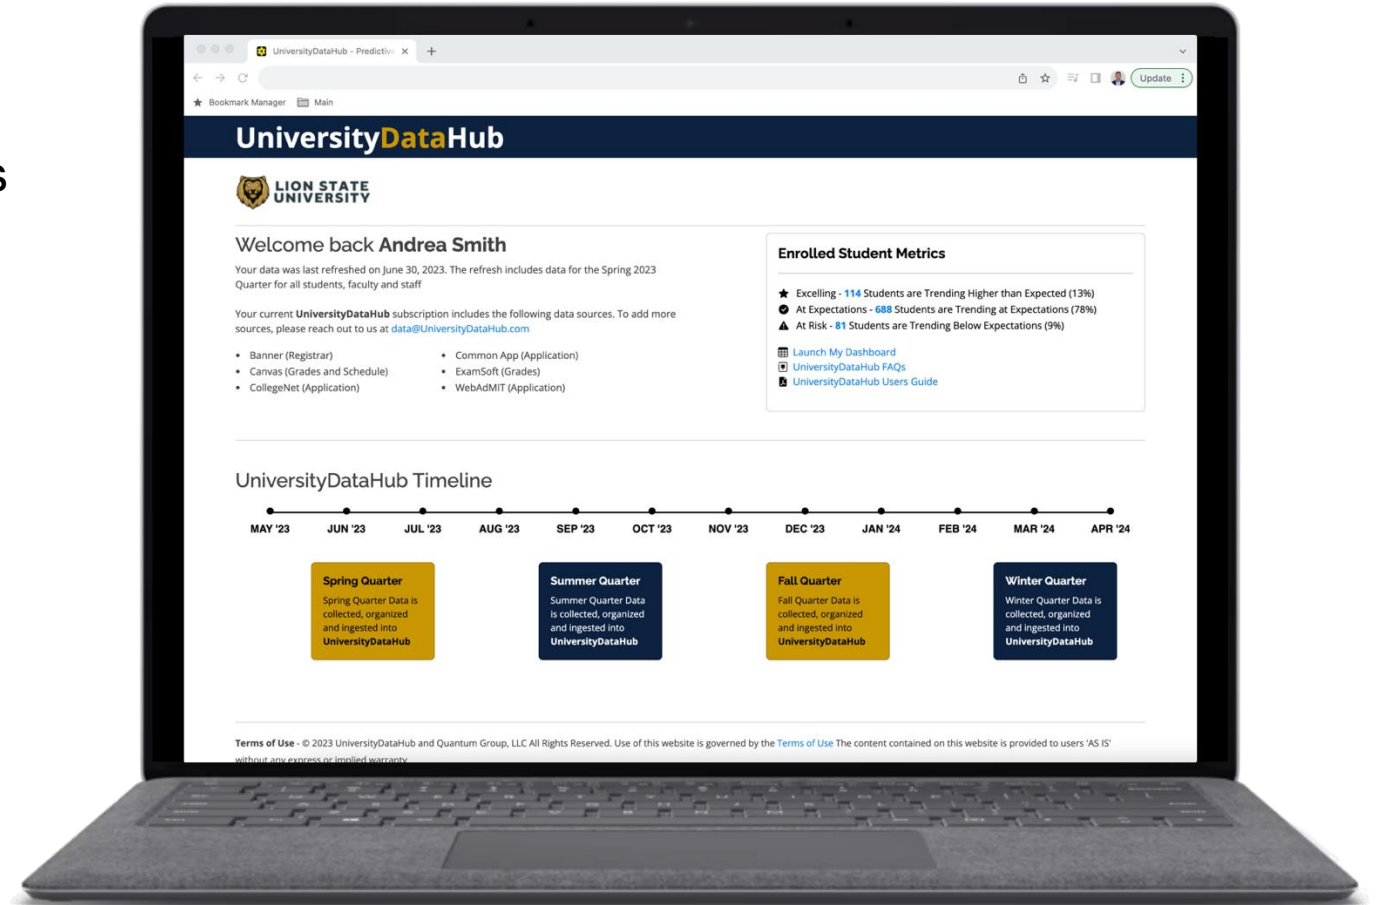 s
UniversityDataHub - Predictive
Bookmark Manager Main
Update
UniversityDataHub
LION STATE
UNIVERSITY
Welcome back Andrea Smith
Your data was last refreshed on June 30, 2023. The refresh includes data for the Spring 2023
Quarter for all students, faculty and staff
Your current UniversityDataHub subscription includes the following data sources. To add more
sources, please reach out to us at data@UniversityDataHub.com
• Banner (Registrar)
• Canvas (Grades and Schedule)
• CollegeNet (Application)
• Common App (Application)
• ExamSoft (Grades)
• WebAdMIT (Application)
Enrolled Student Metrics
Excelling - 114 Students are Trending Higher than Expected (13%)
At Expectations - 688 Students are Trending at Expectations (78%)
At Risk - 81 Students are Trending Below Expectations (9%)
Launch My Dashboard
UniversityDataHub FAQs
UniversityDataHub Users Guide
UniversityDataHub Timeline
MAY '23 JUN '23 JUL '23 AUG '23 SEP '23 OCT '23 NOV '23 DEC '23 JAN '24 FEB '24 MAR '24 APR '24
Spring Quarter
Spring Quarter Data is
collected, organized
and ingested into
UniversityDataHub
Summer Quarter
Summer Quarter Data
is collected, organized
and ingested into
UniversityDataHub
Fall Quarter
Fall Quarter Data is
collected, organized
and ingested into
UniversityDataHub
Winter Quarter
Winter Quarter Data is
collected, organized
and ingested into
UniversityDataHub
Terms of Use - © 2023 UniversityDataHub and Quantum Group, LLC All Rights Reserved. Use of this website is governed by the Terms of Use The content contained on this website is provided to users 'AS IS'
without any express or implied warranty